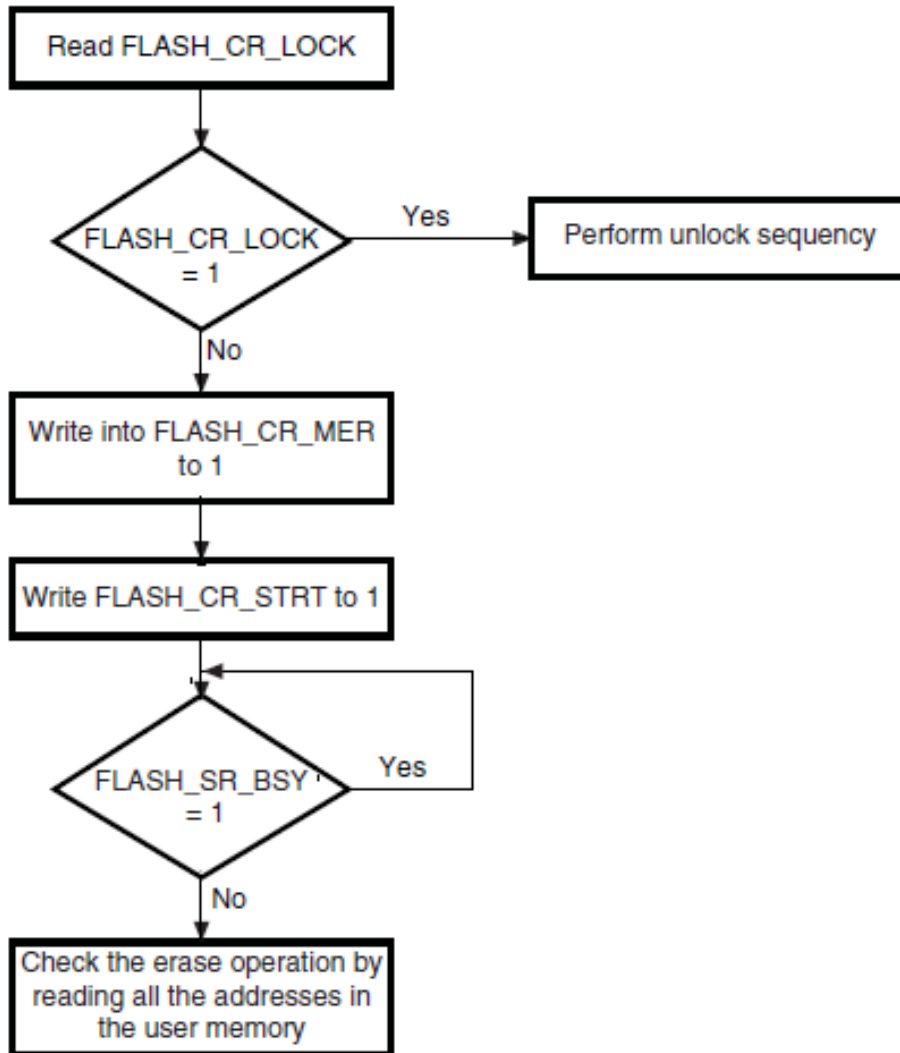 Read FLASH_CR_LOCK
FLASH_CR_LOCK
= 1
Yes
Perform unlock sequency
No
Write into FLASH_CR_MER
to 1
Write FLASH_CR_STRT to 1
FLASH_SR_BSY
= 1
Yes
No
Check the erase operation by
reading all the addresses in
the user memory